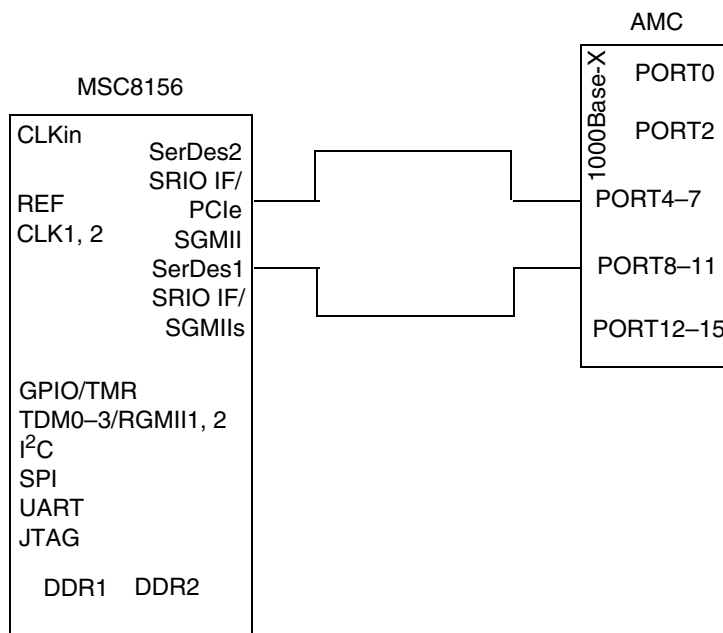 AMC
MSC8156
1000Base-X
PORT0
PORT2
PORT4–7
PORT8–11
PORT12–15
CLKin
REF
CLK1, 2
SerDes2
SRIO IF/
PCIe
SGMII
SerDes1
SRIO IF/
SGMIIs
GPIO/TMR
TDM0–3/RGMII1, 2
I²C
SPI
UART
JTAG
DDR1 DDR2